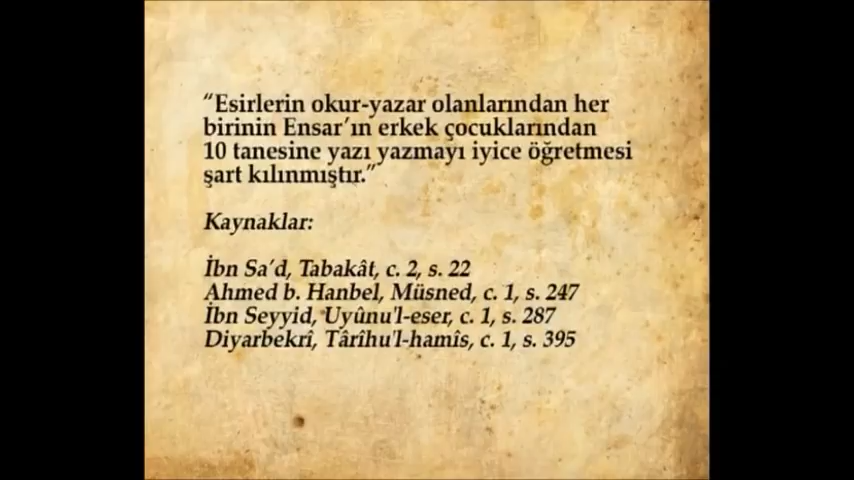 “Esirlerin okur-yazar olanlarından her
birinin Ensar’ın erkek çocuklarından
10 tanesine yazı yazmayı iyice öğretmesi
şart kılınmıştır.”
Kaynaklar:
İbn Sa’d, Tabakât, c. 2, s. 22
Ahmed b. Hanbel, Müsned, c. 1, s. 247
İbn Seyyid, Uyûnu'l-eser, c. 1, s. 287
Diyarbekrî, Târîhu'l-hamîs, c. 1, s. 395